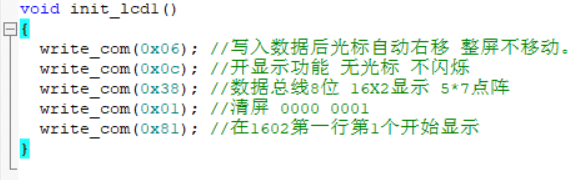 void init_lcd1()
{
write_com(0x06); //写入数据后光标自动右移 整屏不移动。
write_com(0x0c); //开显示功能 无光标 不闪烁
write_com(0x38); //数据总线8位 16X2显示 5*7点阵
write_com(0x01); //清屏 0000 0001
write_com(0x81); //在1602第一行第1个开始显示
}